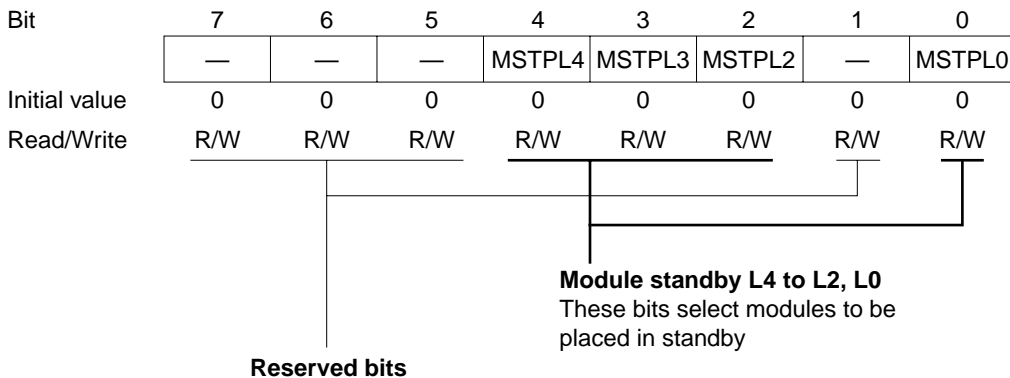 Bit 7 6 5 4 3 2 1 0
— — — MSTPL4 MSTPL3 MSTPL2 — MSTPL0
Initial value 0 0 0 0 0 0 0 0
Read/Write R/W R/W R/W R/W R/W R/W R/W R/W
Module standby L4 to L2, L0
These bits select modules to be
placed in standby
Reserved bits